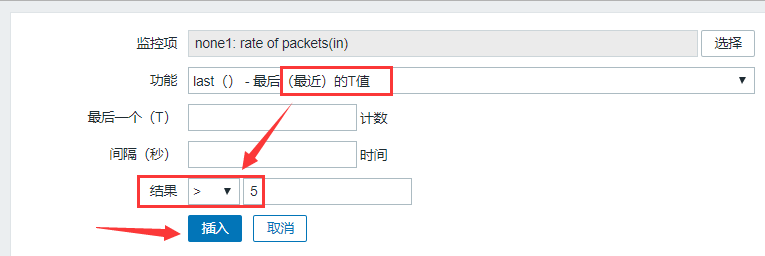 监控项 none1: rate of packets(in) 选择
功能 last（） - 最后（最近）的T值
最后一个（T） 计数
间隔（秒） 时间
结果 > 5
插入 取消